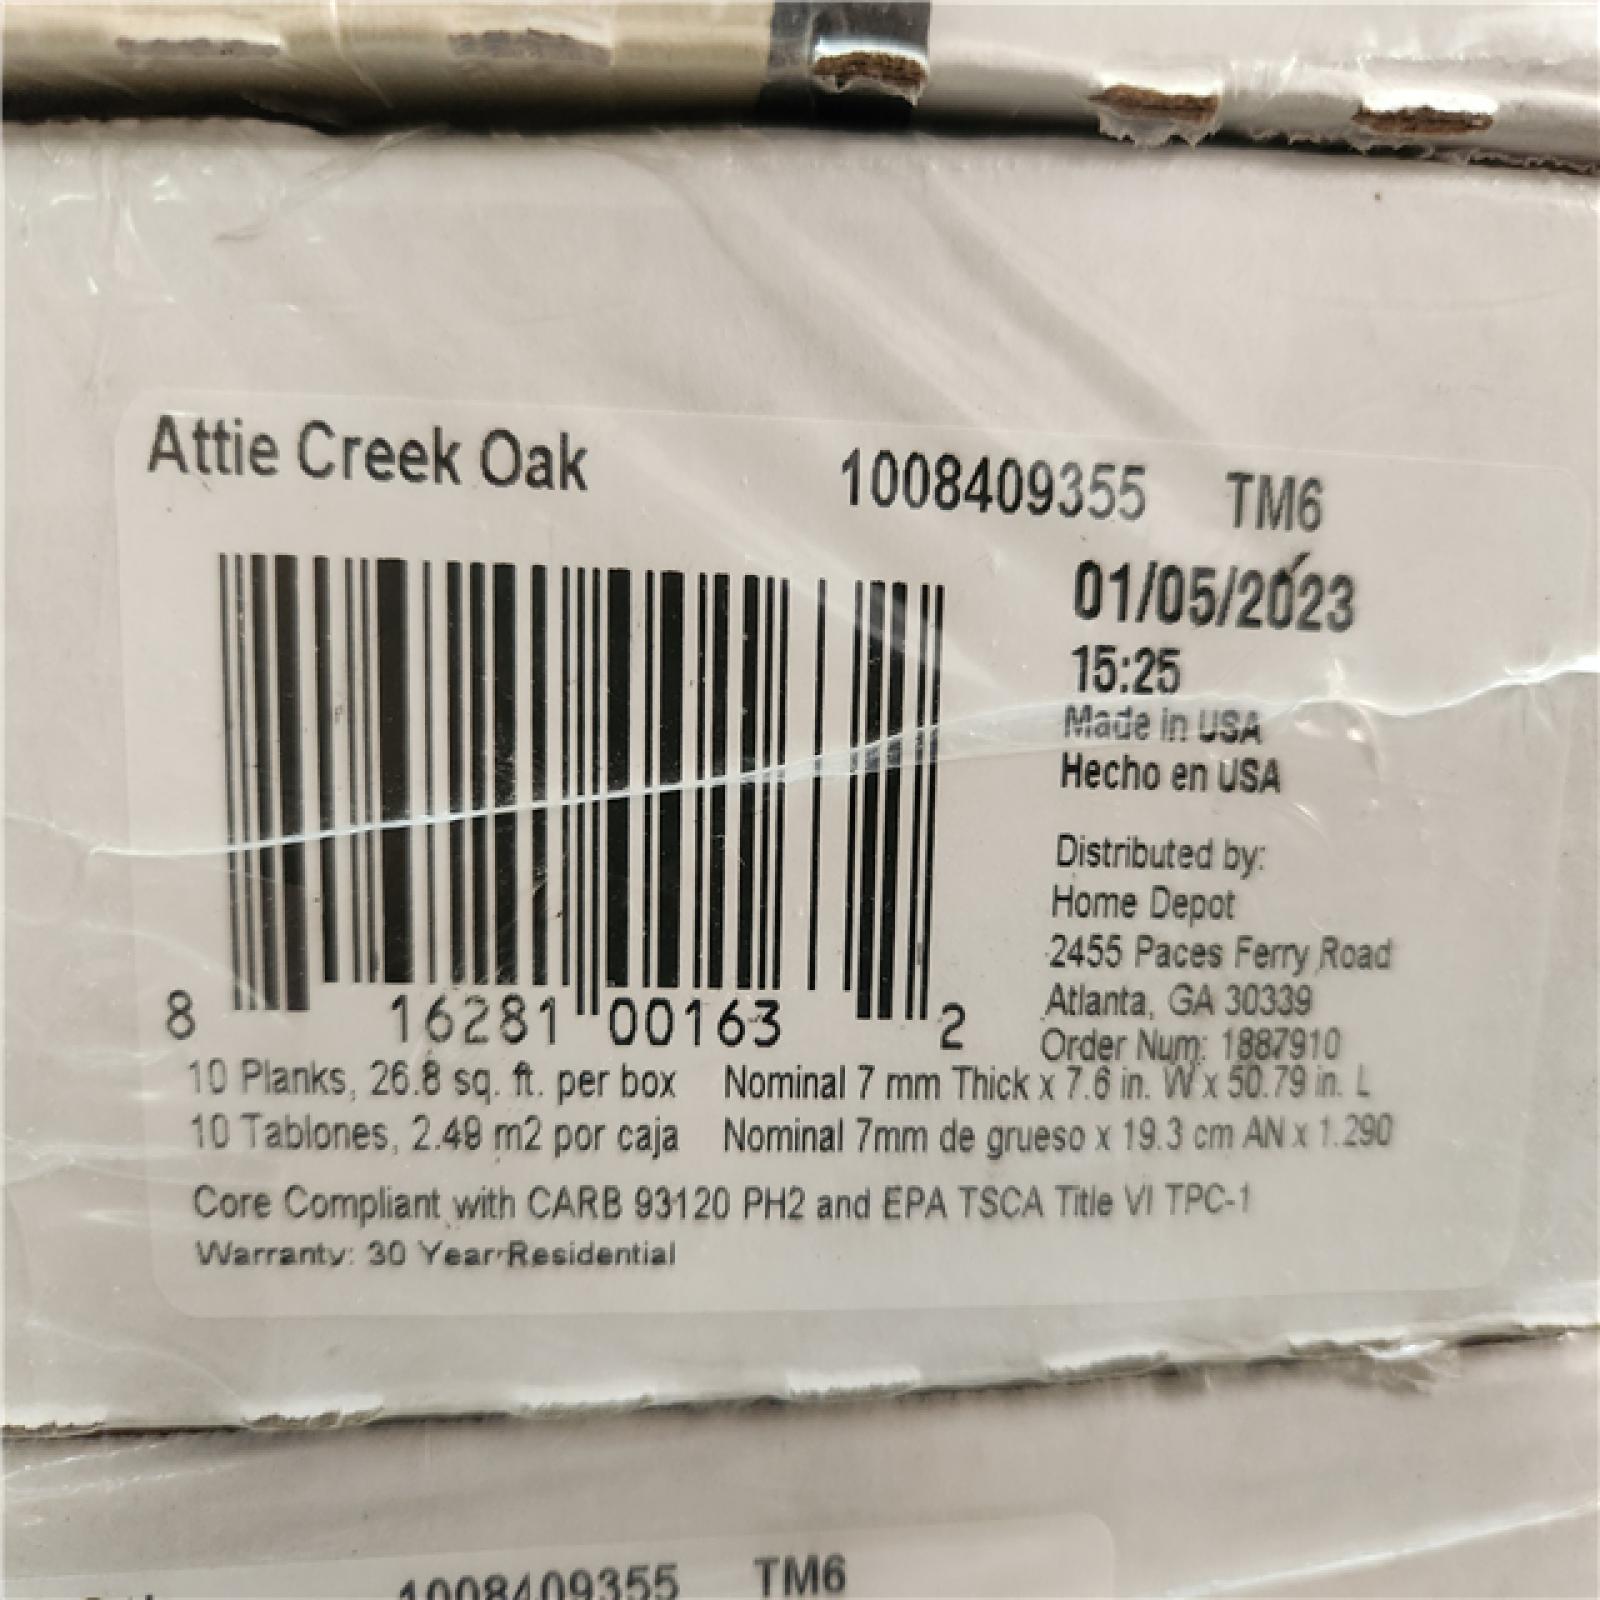 Attie Creek Oak 1008409355 TM6
01/05/2023
15:25
Made in USA
Hecho en USA
Distributed by:
Home Depot
2455 Paces Ferry Road
Atlanta, GA 30339
Order Num: 1887910
8 16281 00163 2
10 Planks, 26.8 sq. ft. per box Nominal 7 mm Thick x 7.6 in. W x 50.79 in. L
10 Tablones, 2.49 m2 por caja Nominal 7mm de grueso x 19.3 cm AN x 1.290
Core Compliant with CARB 93120 PH2 and EPA TSCA Title VI TPC-1
Warranty: 30 Year Residential
1008409355 TM6